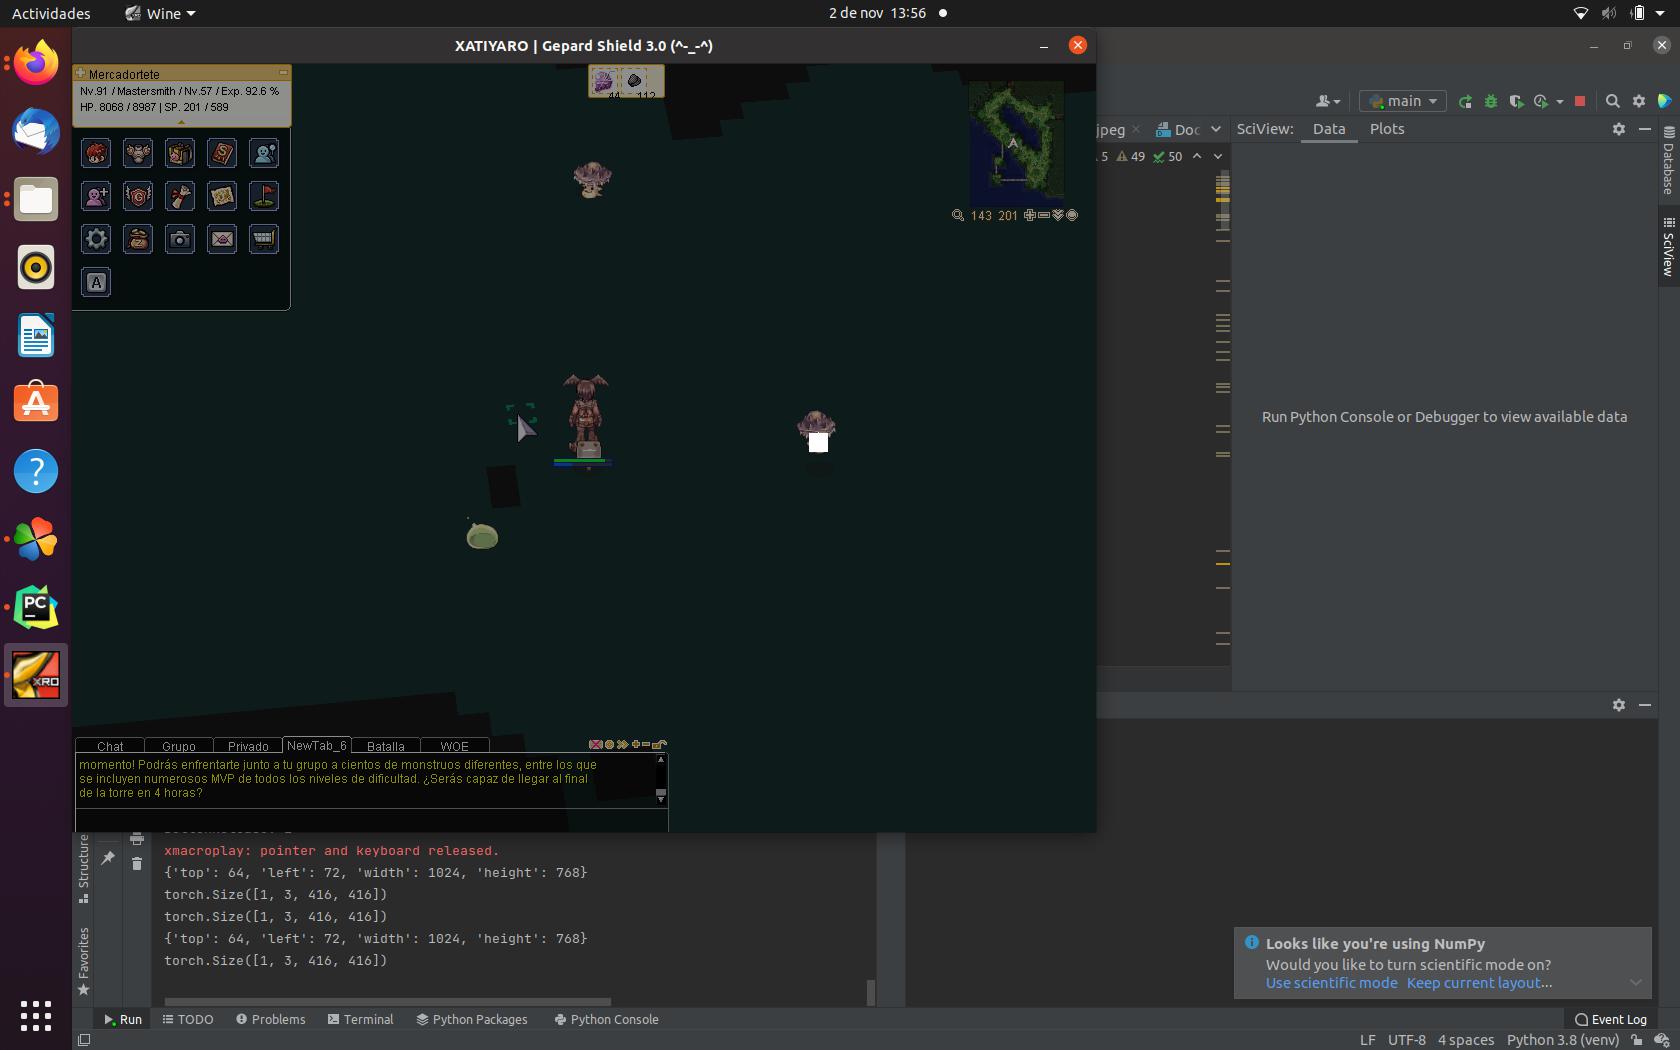 Actividades
Wine
2 de nov 13:56
XATIYARO | Gepard Shield 3.0 (^-_-^)
Mercadortete
Nv.91 / Mastersmith / Nv.57 / Exp. 92.6 %
HP. 8068 / 8987 | SP. 201 / 589
44
112
143 201
A
main
jpeg
Doc
SciView:
Data
Plots
5
49
50
Database
SciView
Run Python Console or Debugger to view available data
PC
XRO
Chat
Grupo
Privado
NewTab_6
Batalla
WOE
momento! Podrás enfrentarte junto a tu grupo a cientos de monstruos diferentes, entre los que
se incluyen numerosos MVP de todos los niveles de dificultad. ¿Serás capaz de llegar al final
de la torre en 4 horas?
Structure
Favorites
xmacroplay: pointer and keyboard released.
{'top': 64, 'left': 72, 'width': 1024, 'height': 768}
torch.Size([1, 3, 416, 416])
torch.Size([1, 3, 416, 416])
{'top': 64, 'left': 72, 'width': 1024, 'height': 768}
torch.Size([1, 3, 416, 416])
Looks like you're using NumPy
Would you like to turn scientific mode on?
Use scientific mode Keep current layout...
Run
TODO
Problems
Terminal
Python Packages
Python Console
Event Log
LF UTF-8 4 spaces Python 3.8 (venv)